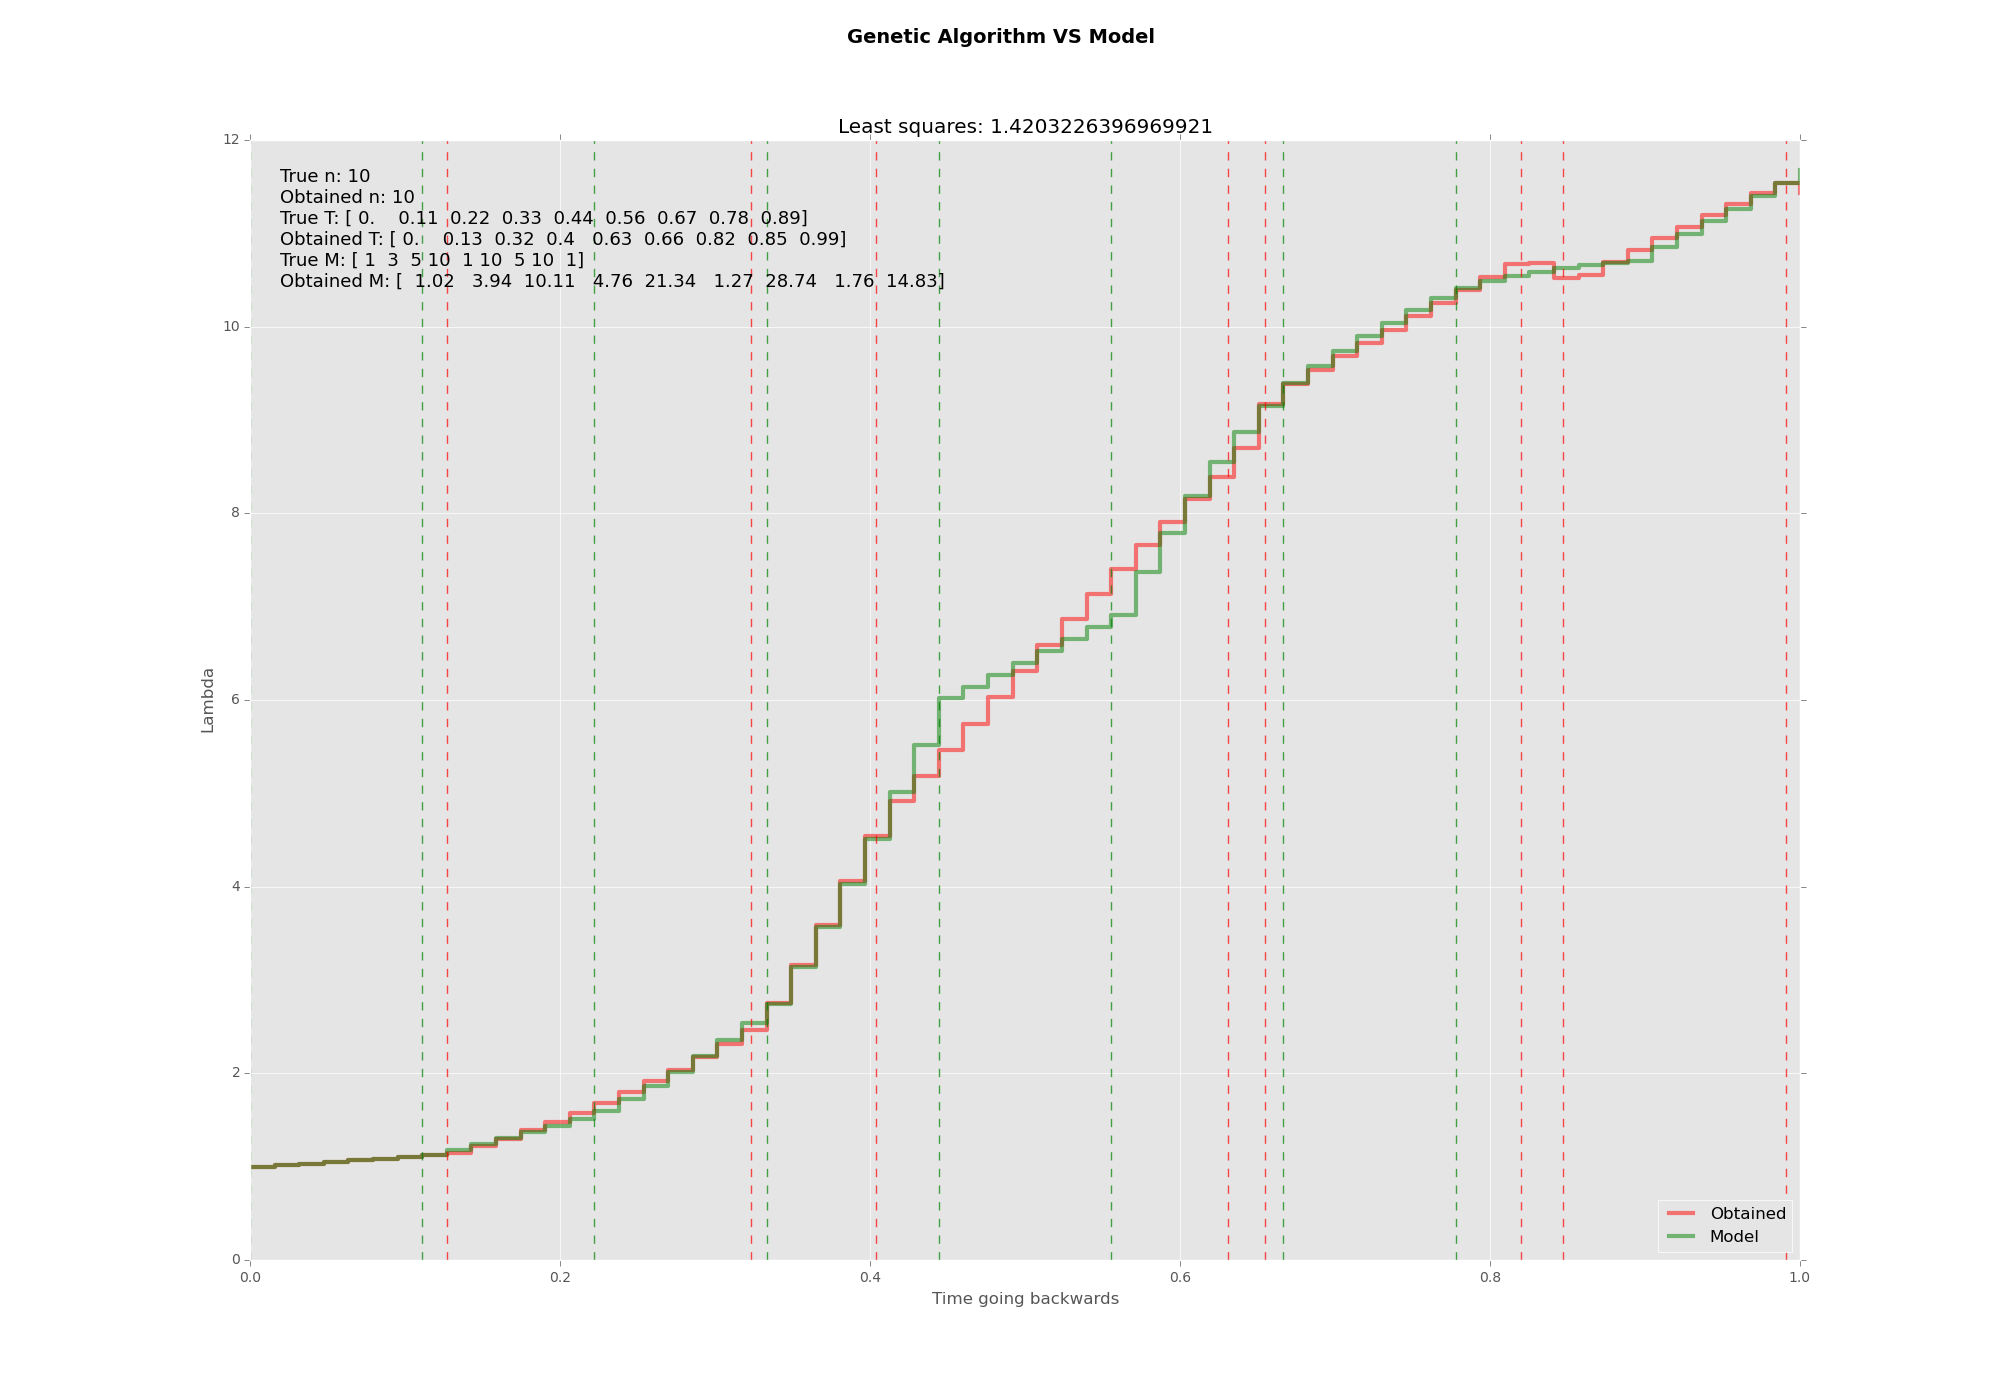 Genetic Algorithm VS Model
Least squares: 1.4203226396969921
True n: 10
Obtained n: 10
True T: [ 0.    0.11  0.22  0.33  0.44  0.56  0.67  0.78  0.89]
Obtained T: [ 0.    0.13  0.32  0.4   0.63  0.66  0.82  0.85  0.99]
True M: [ 1  3  5 10  1 10  5 10  1]
Obtained M: [  1.02   3.94  10.11   4.76  21.34   1.27  28.74   1.76  14.83]
12
10
8
6
4
2
0
Lambda
0.0 0.2 0.4 0.6 0.8 1.0
Time going backwards
Obtained
Model